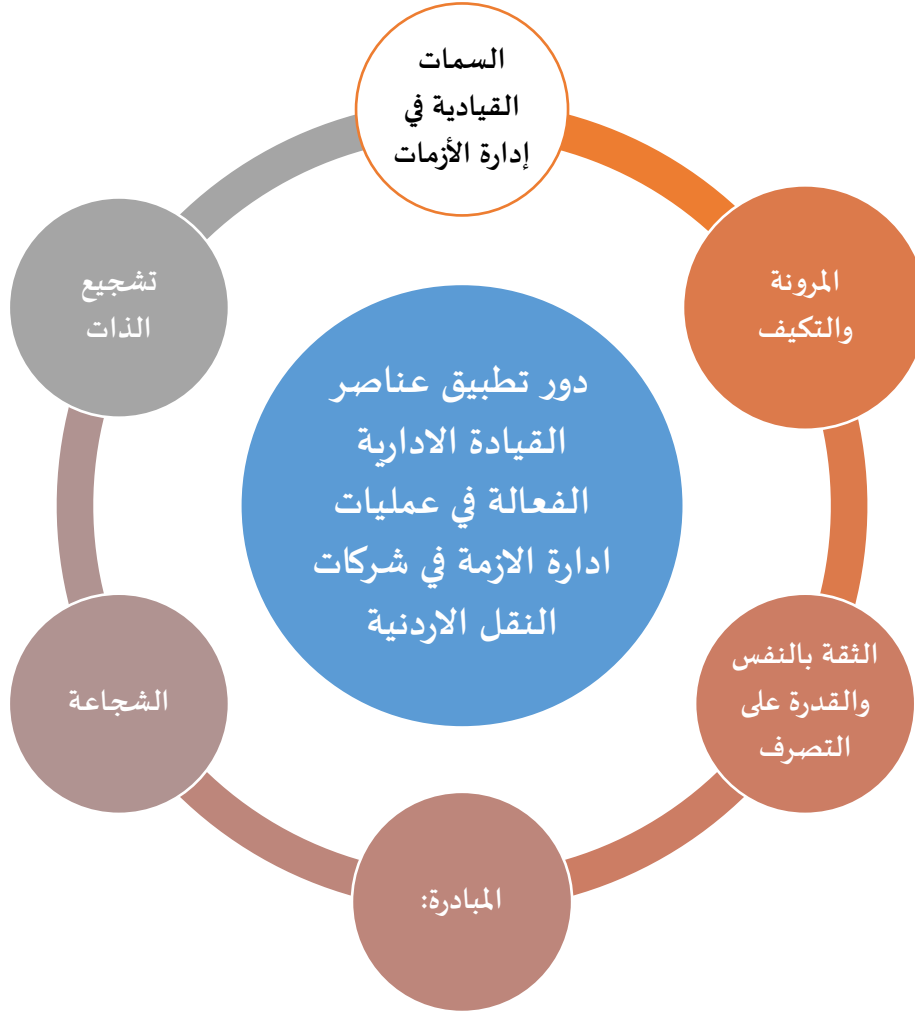 السمات
القيادية في
إدارة الأزمات
المرونة
والتكيف
الثقة بالنفس
والقدرة على
التصرف
المبادرة:
الشجاعة
تشجيع
الذات
دور تطبيق عناصر
القيادة الادارية
الفعالة في عمليات
ادارة الازمة في شركات
النقل الاردنية